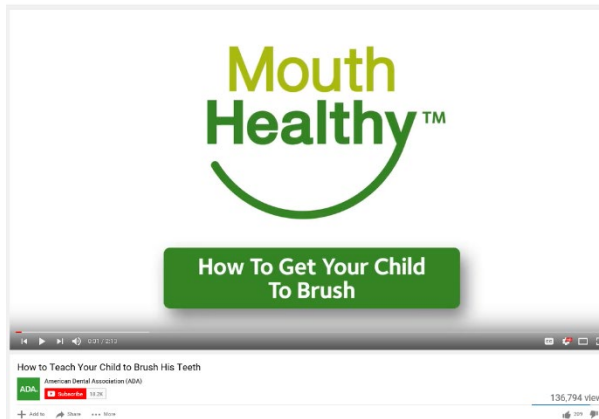 Mouth
Healthy™
How To Get Your Child
To Brush
0:01 / 2:13
How to Teach Your Child to Brush His Teeth
ADA.
American Dental Association (ADA)
Subscribe
136,794 view
Add to Share More